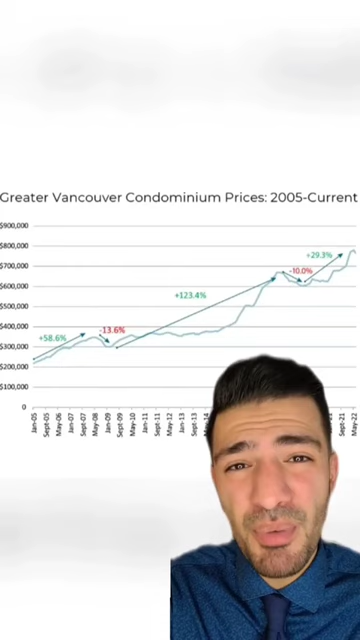 Greater Vancouver Condominium Prices: 2005-Current
$900,000
$800,000
$700,000
$600,000
$500,000
$400,000
$300,000
$200,000
$100,000
0
+58.6%
-13.6%
+123.4%
-10.0%
+29.3%
Jan-05
Sept-05
May-06
Jan-07
Sept-07
May-08
Jan-09
Sept-09
May-10
Jan-11
Sept-11
May-12
Jan-13
Sept-13
May-14
Sept-21
May-22